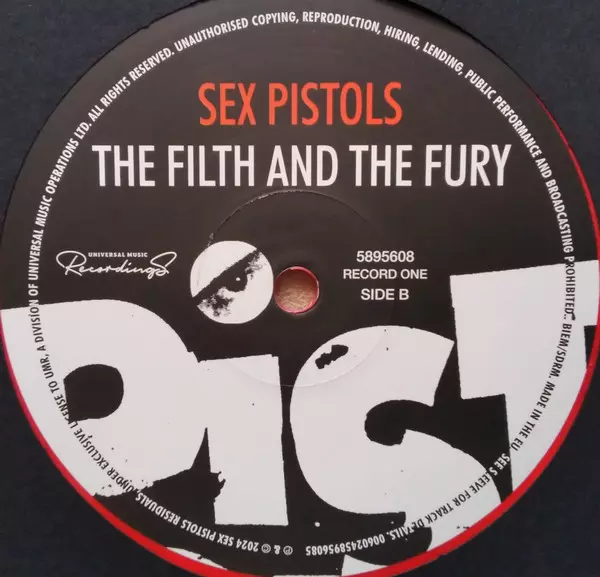 SEX PISTOLS
THE FILTH AND THE FURY
UNIVERSAL MUSIC
Recordings
5895608
RECORD ONE
SIDE B
PIST
℗ & © 2024 SEX PISTOLS RESIDUALS, UNDER EXCLUSIVE LICENSE TO UMR, A DIVISION OF UNIVERSAL MUSIC OPERATIONS LTD. ALL RIGHTS RESERVED. UNAUTHORISED COPYING, REPRODUCTION, HIRING, LENDING, PUBLIC PERFORMANCE AND BROADCASTING PROHIBITED.. BIEM/SDRM. MADE IN THE EU. SEE SLEEVE FOR TRACK DETAILS. 00602458956085